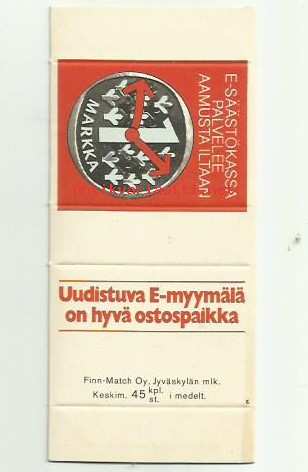 E-SÄÄSTÖKASSA
PALVELEE
AAMUSTA ILTAAN
1
MARKKA
Uudistuva E-myymälä
on hyvä ostospaikka
Finn-Match Oy, Jyväskylän mlk.
Keskim. 45 kpl. i medelt.
st.